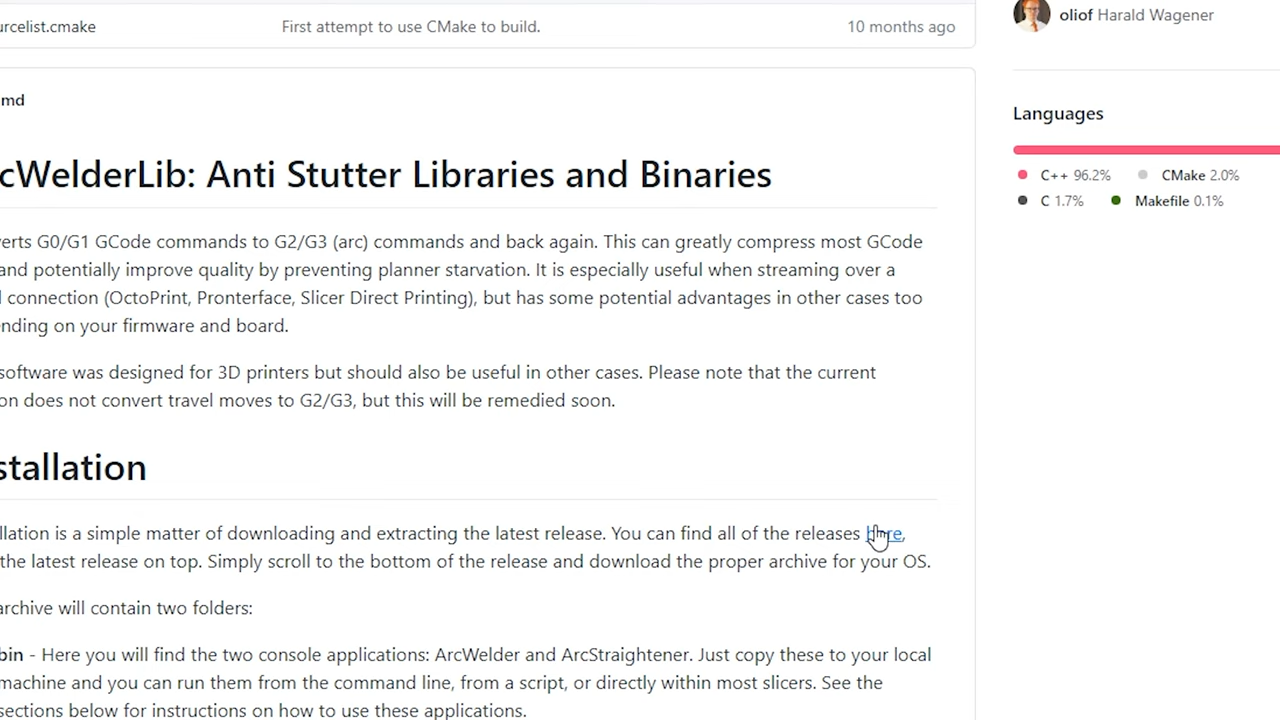 urcelist.cmake First attempt to use CMake to build. 10 months ago
oliof Harald Wagener
md
Languages
C++ 96.2% CMake 2.0%
C 1.7% Makefile 0.1%
cWelderLib: Anti Stutter Libraries and Binaries
verts G0/G1 GCode commands to G2/G3 (arc) commands and back again. This can greatly compress most GCode
and potentially improve quality by preventing planner starvation. It is especially useful when streaming over a
l connection (OctoPrint, Pronterface, Slicer Direct Printing), but has some potential advantages in other cases too
ending on your firmware and board.
software was designed for 3D printers but should also be useful in other cases. Please note that the current
on does not convert travel moves to G2/G3, but this will be remedied soon.
stallation
llation is a simple matter of downloading and extracting the latest release. You can find all of the releases here,
the latest release on top. Simply scroll to the bottom of the release and download the proper archive for your OS.
archive will contain two folders:
bin - Here you will find the two console applications: ArcWelder and ArcStraightener. Just copy these to your local
machine and you can run them from the command line, from a script, or directly within most slicers. See the
sections below for instructions on how to use these applications.